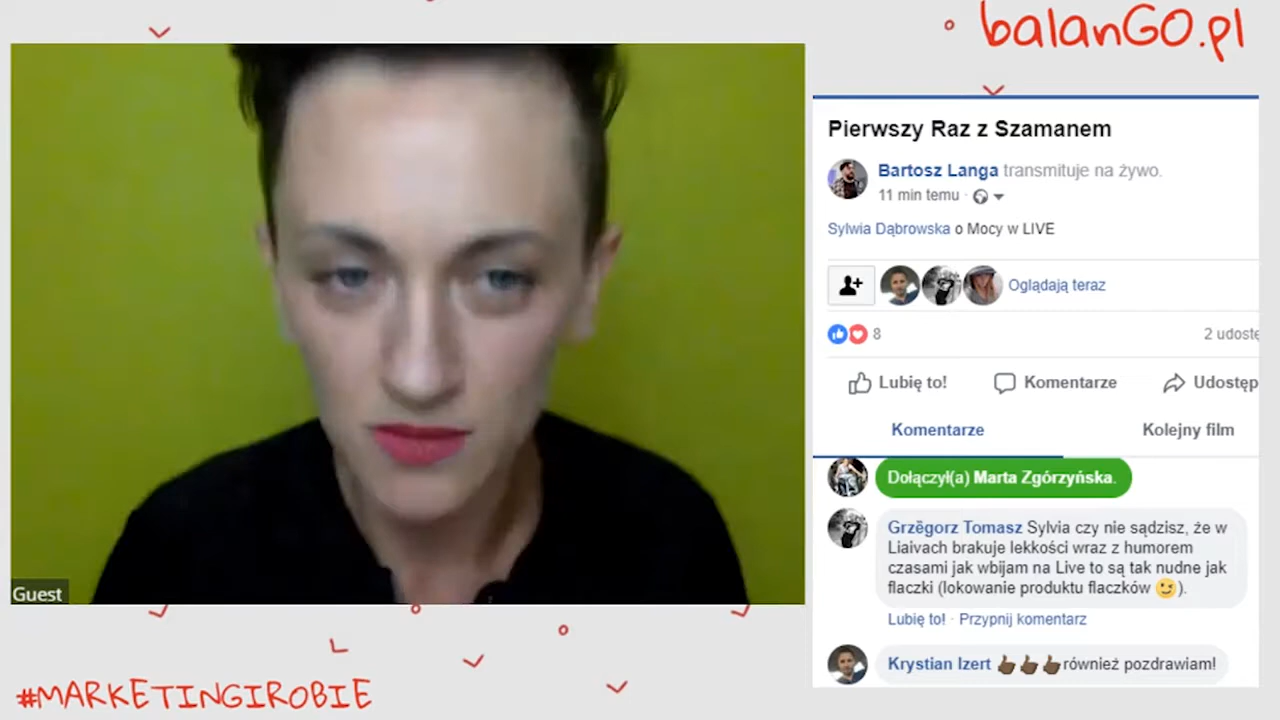 balanGO.pl
Pierwszy Raz z Szamanem
Bartosz Langa transmituje na żywo.
11 min temu ·
Sylwia Dąbrowska o Mocy w LIVE
Oglądają teraz
8
2 udostę
Lubię to!
Komentarze
Udostęp
Komentarze
Kolejny film
Dołączył(a) Marta Zgórzyńska.
Grzēgorz Tomasz Sylvia czy nie sądzisz, że w
Liaivach brakuje lekkości wraz z humorem
czasami jak wbijam na Live to są tak nudne jak
flaczki (lokowanie produktu flaczków 😉).
Lubię to! · Przypnij komentarz
Krystian Izert 👍🏾👍🏾👍🏾również pozdrawiam!
Guest
#MARKETINGIROBIE